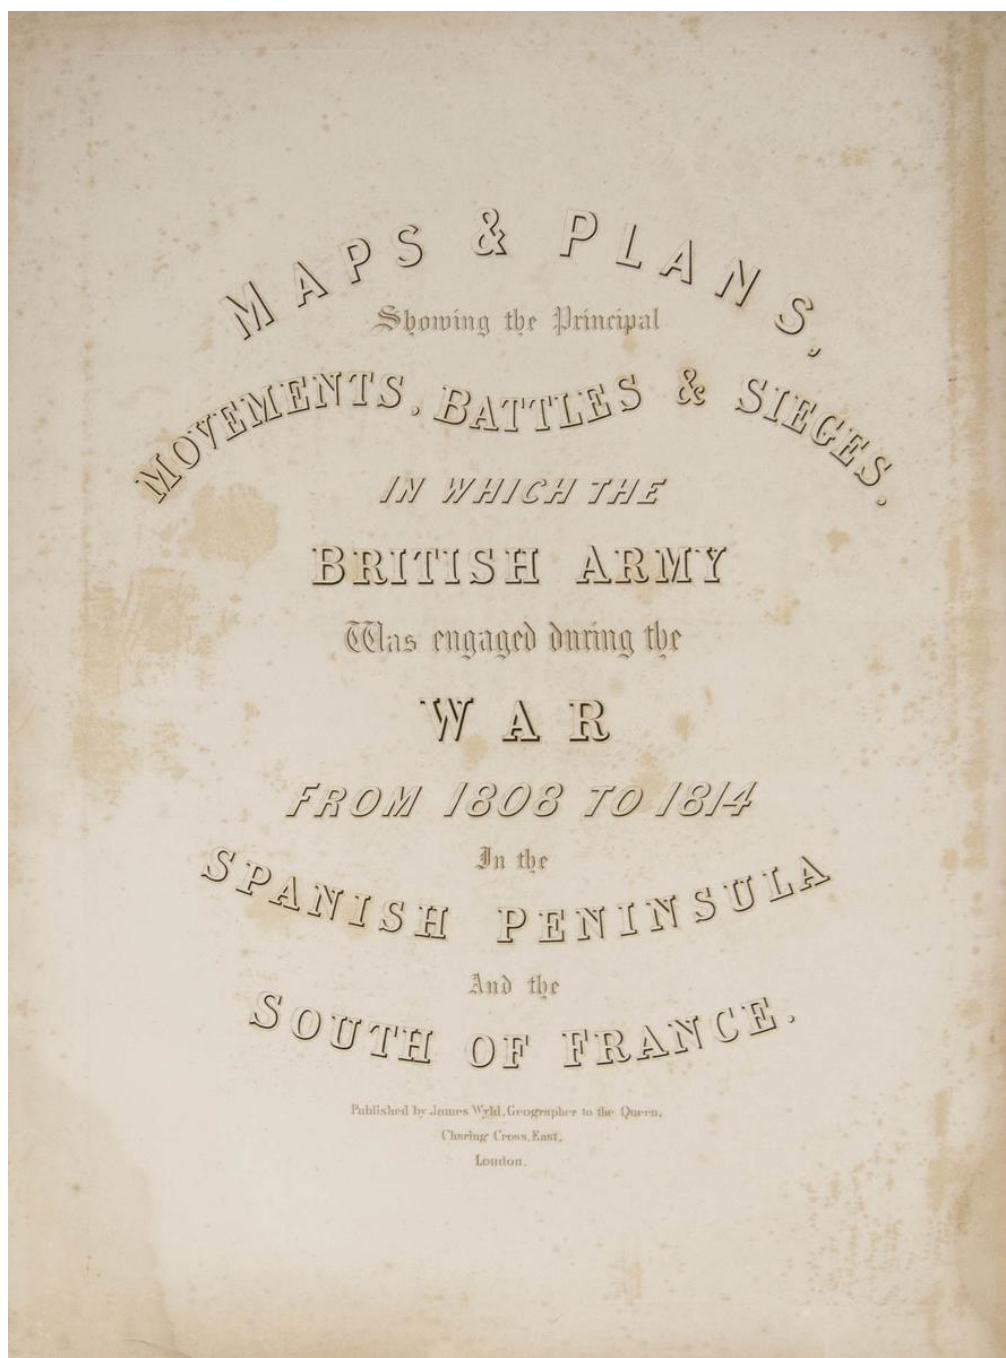 MAPS & PLANS,
Showing the Principal
MOVEMENTS, BATTLES & SIEGES,
IN WHICH THE
BRITISH ARMY
Was engaged during the
WAR
FROM 1808 TO 1814
In the
SPANISH PENINSULA
And the
SOUTH OF FRANCE.
Published by James Wyld, Geographer to the Queen,
Charing Cross, East,
London.